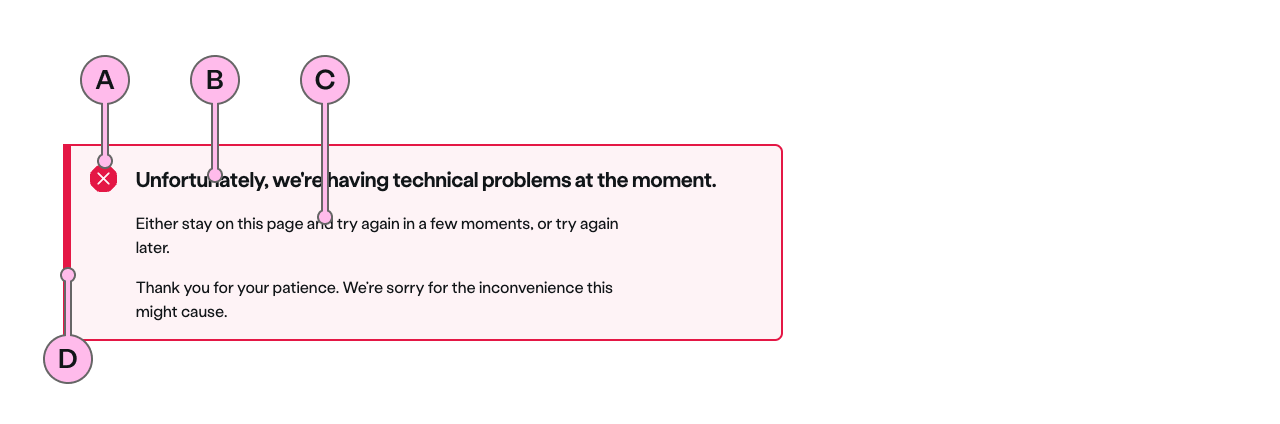 A B C
Unfortunately, we're having technical problems at the moment.
Either stay on this page and try again in a few moments, or try again
later.
Thank you for your patience. We're sorry for the inconvenience this
might cause.
D